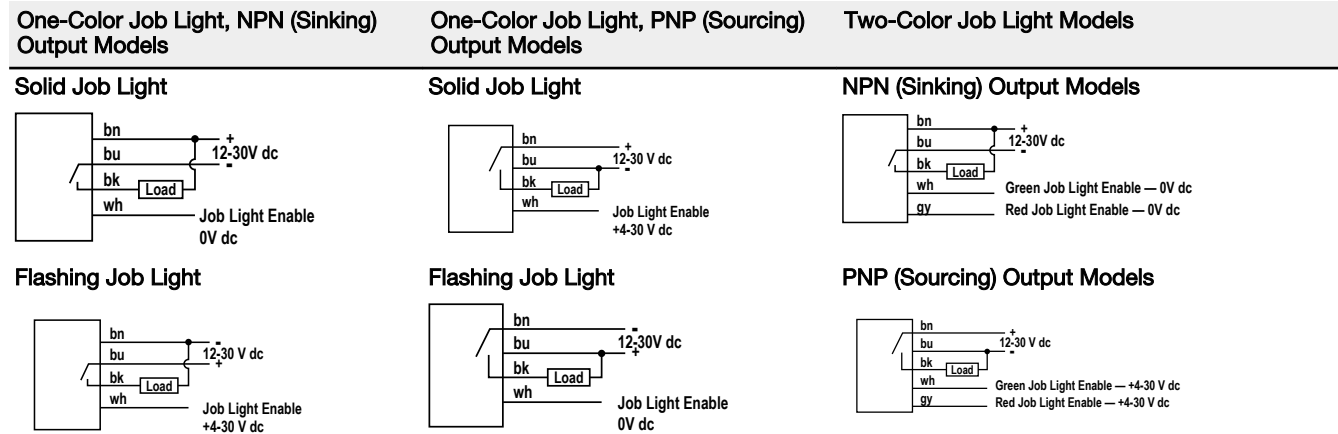 One-Color Job Light, NPN (Sinking)
Output Models
One-Color Job Light, PNP (Sourcing)
Output Models
Two-Color Job Light Models
Solid Job Light
bn
+
12-30V dc
bu
-
bk
Load
wh
Job Light Enable
0V dc
Solid Job Light
bn
+
12-30 V dc
bu
-
bk
Load
wh
Job Light Enable
+4-30 V dc
NPN (Sinking) Output Models
bn
+
12-30V dc
bu
-
bk
Load
wh
Green Job Light Enable — 0V dc
gy
Red Job Light Enable — 0V dc
Flashing Job Light
bn
-
12-30 V dc
bu
+
bk
Load
wh
Job Light Enable
+4-30 V dc
Flashing Job Light
bn
-
12-30V dc
bu
+
bk
Load
wh
Job Light Enable
0V dc
PNP (Sourcing) Output Models
bn
+
12-30 V dc
bu
-
bk
Load
wh
Green Job Light Enable — +4-30 V dc
gy
Red Job Light Enable — +4-30 V dc